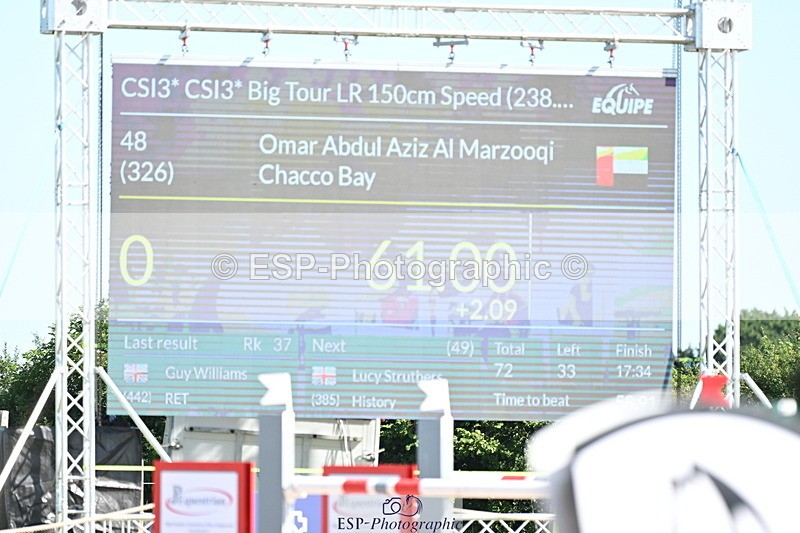 CSI3* CSI3* Big Tour LR 150cm Speed (238....
EQUIPE
48
(326)
Omar Abdul Aziz Al Marzooqi
Chacco Bay
0
61.00
+2.09
© ESP-Photographic ©
Last result Rk 37 Next (49) Total Left Finish
Guy Williams Lucy Struthers 72 33 17:34
(442) RET (385) History Time to beat 58.91
ESP-Photographic